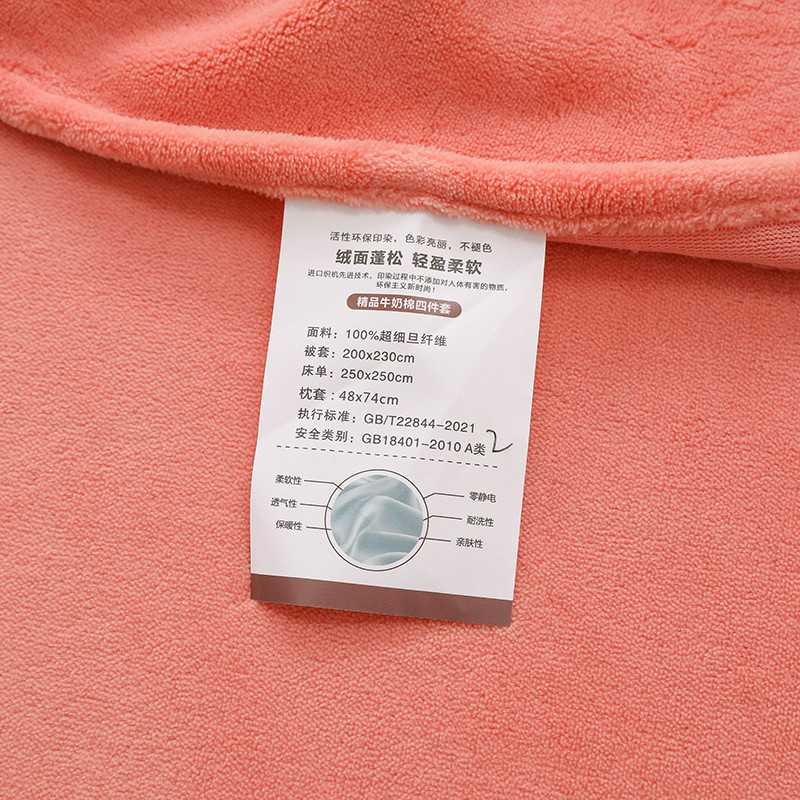 活性环保印染，色彩亮丽，不褪色
绒面蓬松 轻盈柔软
进口织机先进技术，印染过程中不添加对人体有害的物质，
环保主义新时尚！
精品牛奶棉四件套
面料：100%超细旦纤维
被套：200x230cm
床单：250x250cm
枕套：48x74cm
执行标准：GB/T22844-2021
安全类别：GB18401-2010 A类
2
柔软性
透气性
保暖性
零静电
耐洗性
亲肤性